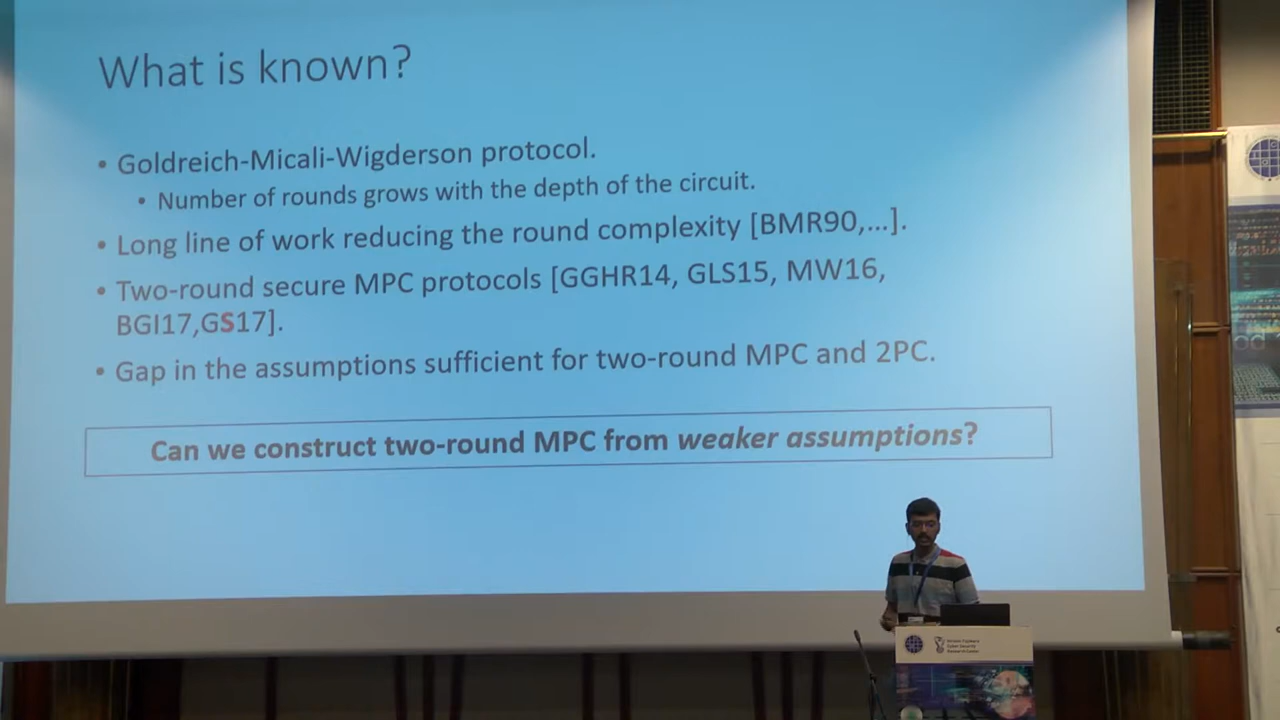 What is known?
• Goldreich-Micali-Wigderson protocol.
• Number of rounds grows with the depth of the circuit.
• Long line of work reducing the round complexity [BMR90,...].
• Two-round secure MPC protocols [GGHR14, GLS15, MW16,
BGI17,GS17].
• Gap in the assumptions sufficient for two-round MPC and 2PC.
Can we construct two-round MPC from weaker assumptions?